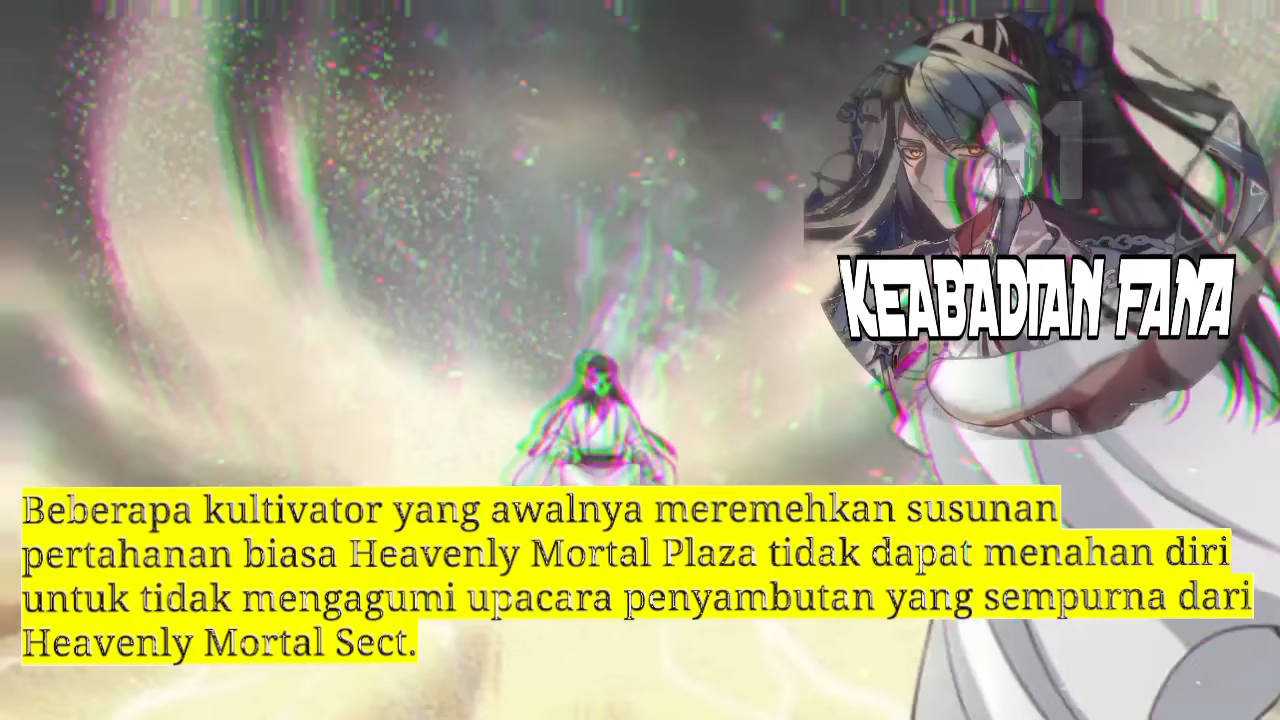 KEABADIAN FANA
Beberapa kultivator yang awalnya meremehkan susunan
pertahanan biasa Heavenly Mortal Plaza tidak dapat menahan diri
untuk tidak mengagumi upacara penyambutan yang sempurna dari
Heavenly Mortal Sect.